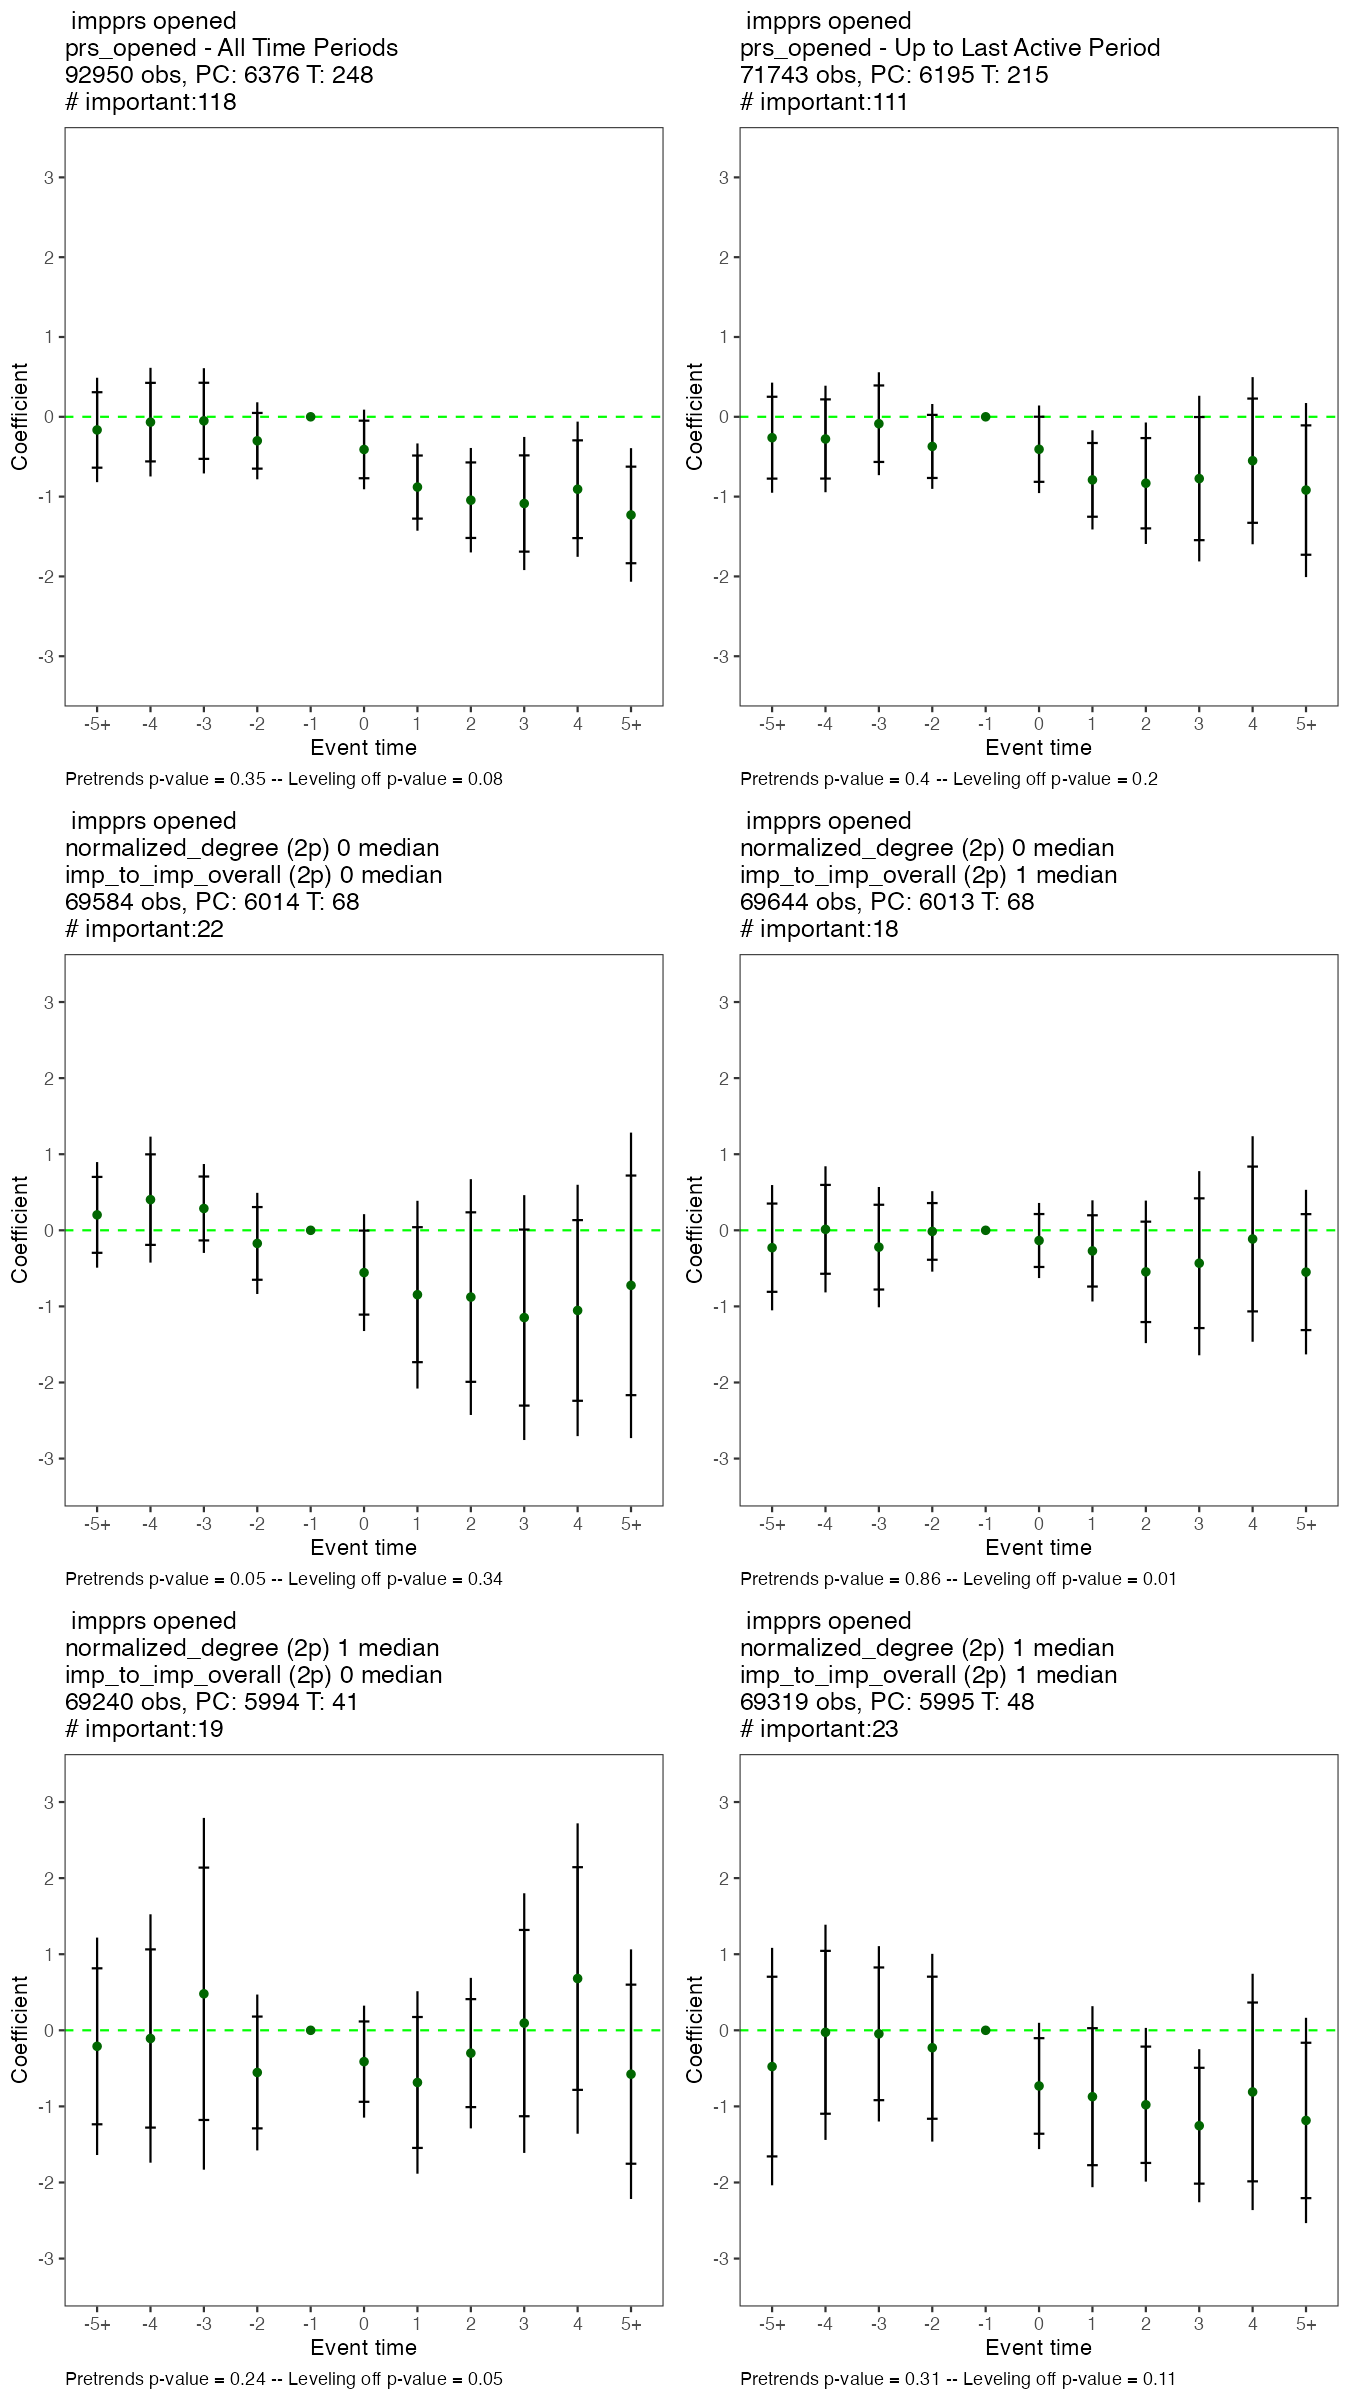 impprs opened
prs_opened - All Time Periods
92950 obs, PC: 6376 T: 248
# important:118
3
2
1
0
-1
-2
-3
Coefficient
-5+ -4 -3 -2 -1 0 1 2 3 4 5+
Event time
Pretrends p-value = 0.35 -- Leveling off p-value = 0.08
impprs opened
prs_opened - Up to Last Active Period
71743 obs, PC: 6195 T: 215
# important:111
3
2
1
0
-1
-2
-3
Coefficient
-5+ -4 -3 -2 -1 0 1 2 3 4 5+
Event time
Pretrends p-value = 0.4 -- Leveling off p-value = 0.2
impprs opened
normalized_degree (2p) 0 median
imp_to_imp_overall (2p) 0 median
69584 obs, PC: 6014 T: 68
# important:22
3
2
1
0
-1
-2
-3
Coefficient
-5+ -4 -3 -2 -1 0 1 2 3 4 5+
Event time
Pretrends p-value = 0.05 -- Leveling off p-value = 0.34
impprs opened
normalized_degree (2p) 0 median
imp_to_imp_overall (2p) 1 median
69644 obs, PC: 6013 T: 68
# important:18
3
2
1
0
-1
-2
-3
Coefficient
-5+ -4 -3 -2 -1 0 1 2 3 4 5+
Event time
Pretrends p-value = 0.86 -- Leveling off p-value = 0.01
impprs opened
normalized_degree (2p) 1 median
imp_to_imp_overall (2p) 0 median
69240 obs, PC: 5994 T: 41
# important:19
3
2
1
0
-1
-2
-3
Coefficient
-5+ -4 -3 -2 -1 0 1 2 3 4 5+
Event time
Pretrends p-value = 0.24 -- Leveling off p-value = 0.05
impprs opened
normalized_degree (2p) 1 median
imp_to_imp_overall (2p) 1 median
69319 obs, PC: 5995 T: 48
# important:23
3
2
1
0
-1
-2
-3
Coefficient
-5+ -4 -3 -2 -1 0 1 2 3 4 5+
Event time
Pretrends p-value = 0.31 -- Leveling off p-value = 0.11